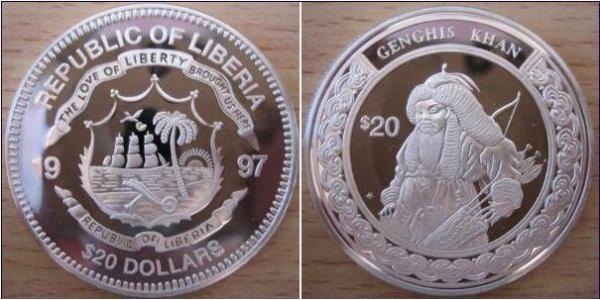 REPUBLIC OF LIBERIA
THE LOVE OF LIBERTY BROUGHT US HERE
19 97
REPUBLIC OF LIBERIA
$20 DOLLARS
GENGHIS KHAN
$20